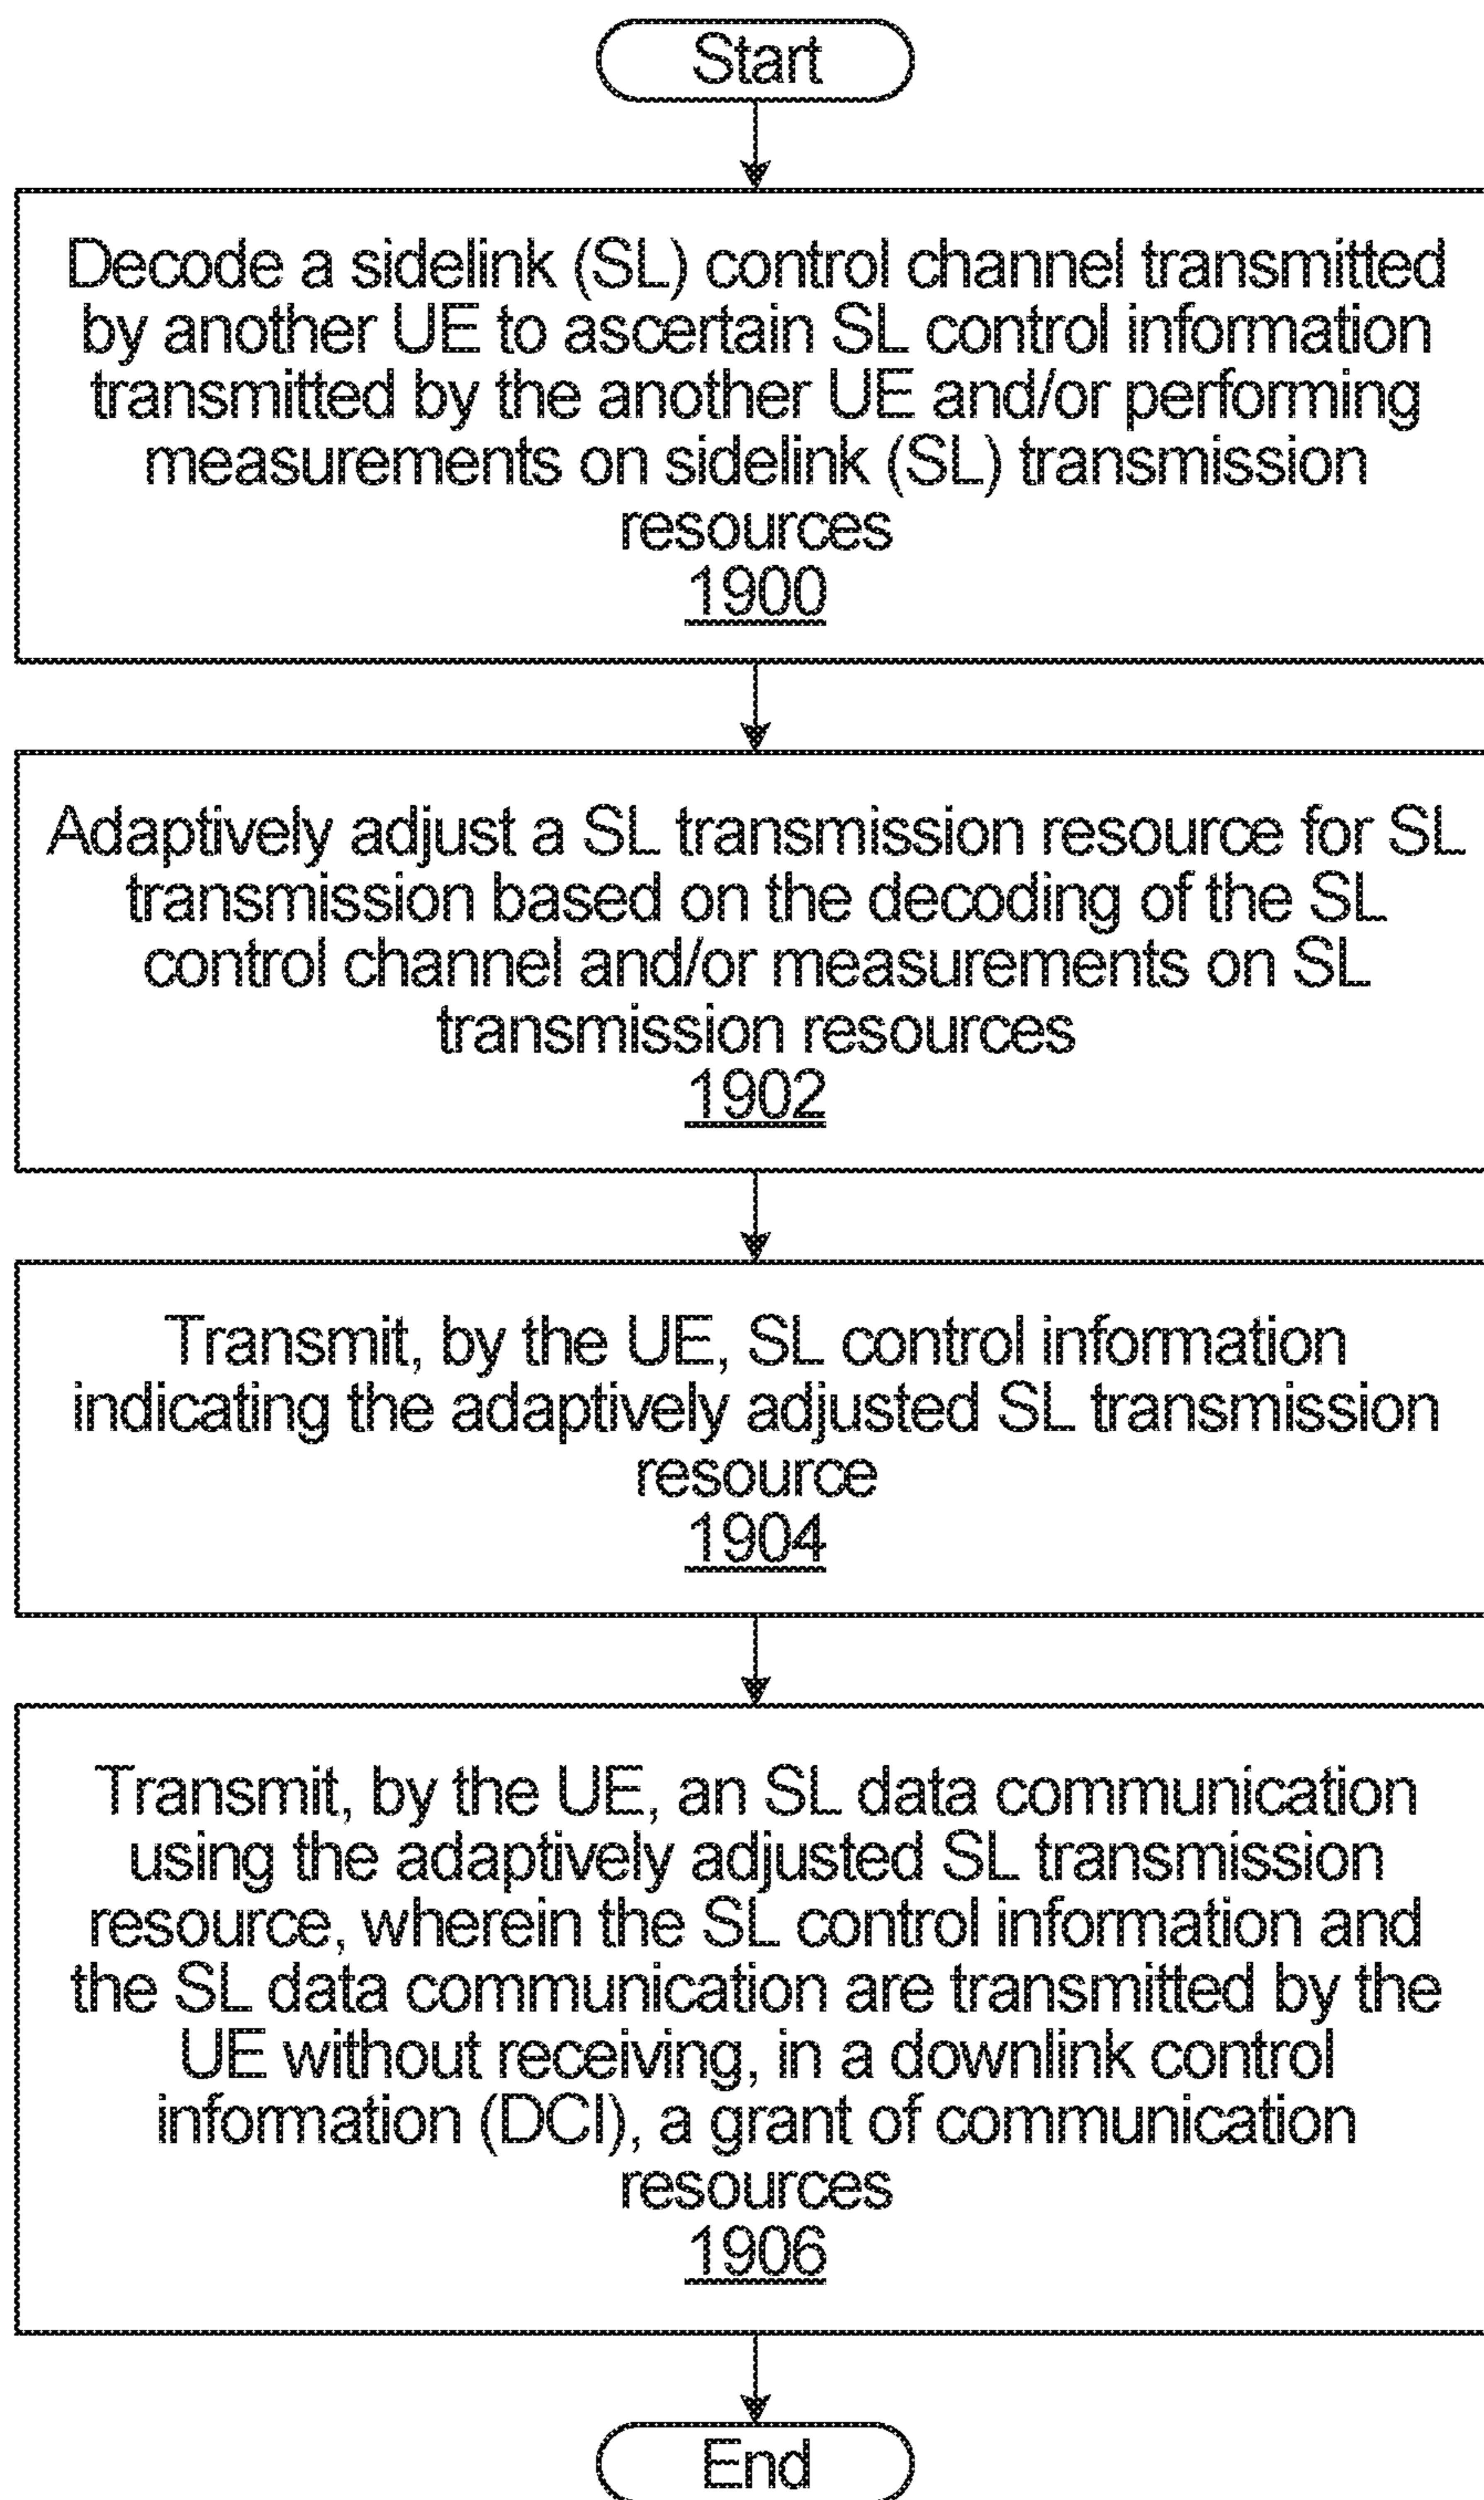 Start
Decode a sidelink (SL) control channel transmitted
by another UE to ascertain SL control information
transmitted by the another UE and/or performing
measurements on sidelink (SL) transmission
resources
1900
Adaptively adjust a SL transmission resource for SL
transmission based on the decoding of the SL
control channel and/or measurements on SL
transmission resources
1902
Transmit, by the UE, SL control information
indicating the adaptively adjusted SL transmission
resource
1904
Transmit, by the UE, an SL data communication
using the adaptively adjusted SL transmission
resource, wherein the SL control information and
the SL data communication are transmitted by the
UE without receiving, in a downlink control
information (DCI), a grant of communication
resources
1906
End